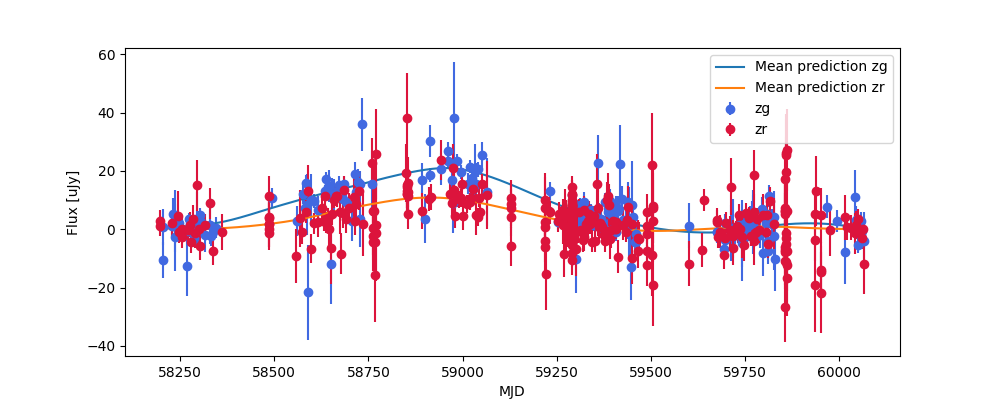 Mean prediction zg
Mean prediction zr
zg
zr
60
40
20
0
−20
−40
Flux [uJy]
58250
58500
58750
59000
59250
59500
59750
60000
MJD